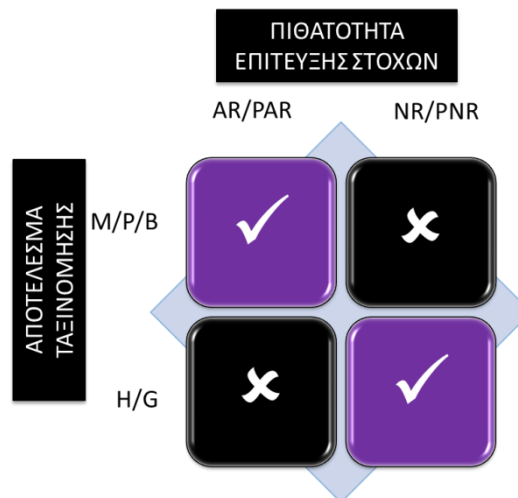 ΠΙΘΑΤΟΤΗΤΑ
ΕΠΙΤΕΥΞΗΣ ΣΤΟΧΩΝ
AR/PAR
NR/PNR
ΑΠΟΤΕΛΕΣΜΑ
ΤΑΞΙΝΟΜΗΣΗΣ
M/P/B
H/G